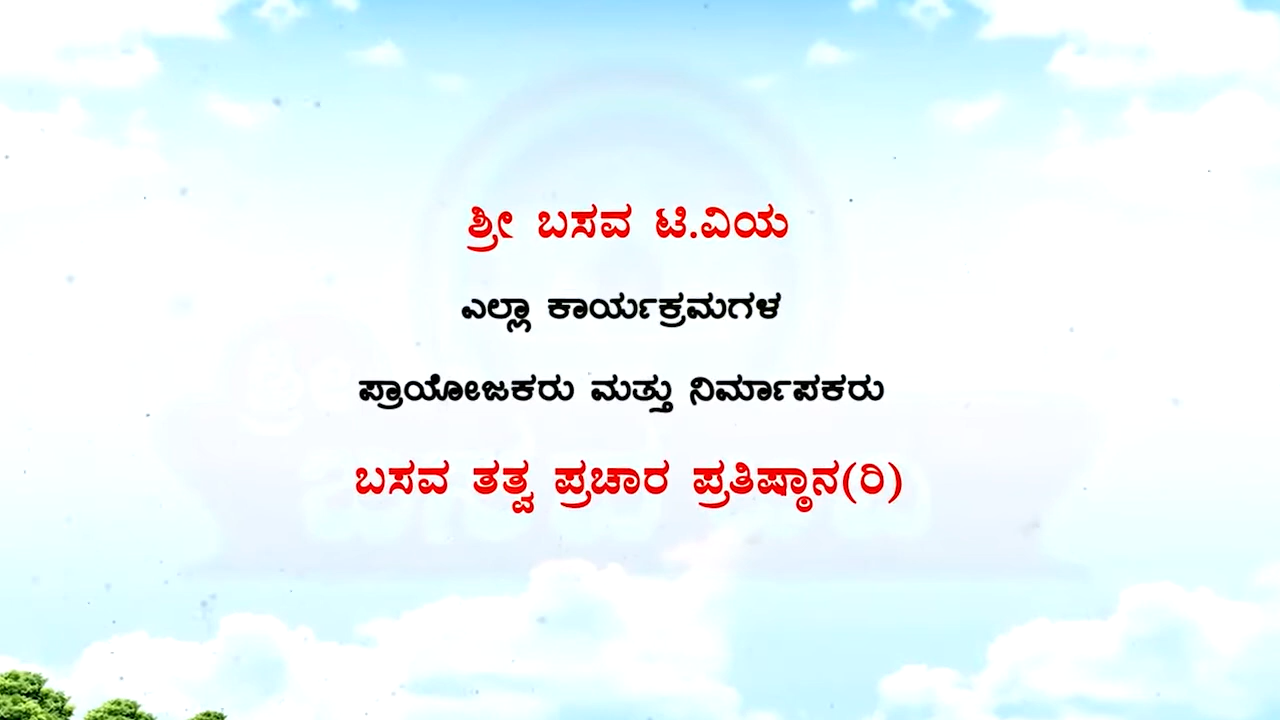 ಶ್ರೀ ಬಸವ ಟಿ.ವಿಯ
ಎಲ್ಲಾ ಕಾರ್ಯಕ್ರಮಗಳ
ಪ್ರಾಯೋಜಕರು ಮತ್ತು ನಿರ್ಮಾಪಕರು
ಬಸವ ತತ್ವ ಪ್ರಚಾರ ಪ್ರತಿಷ್ಠಾನ(ರಿ)